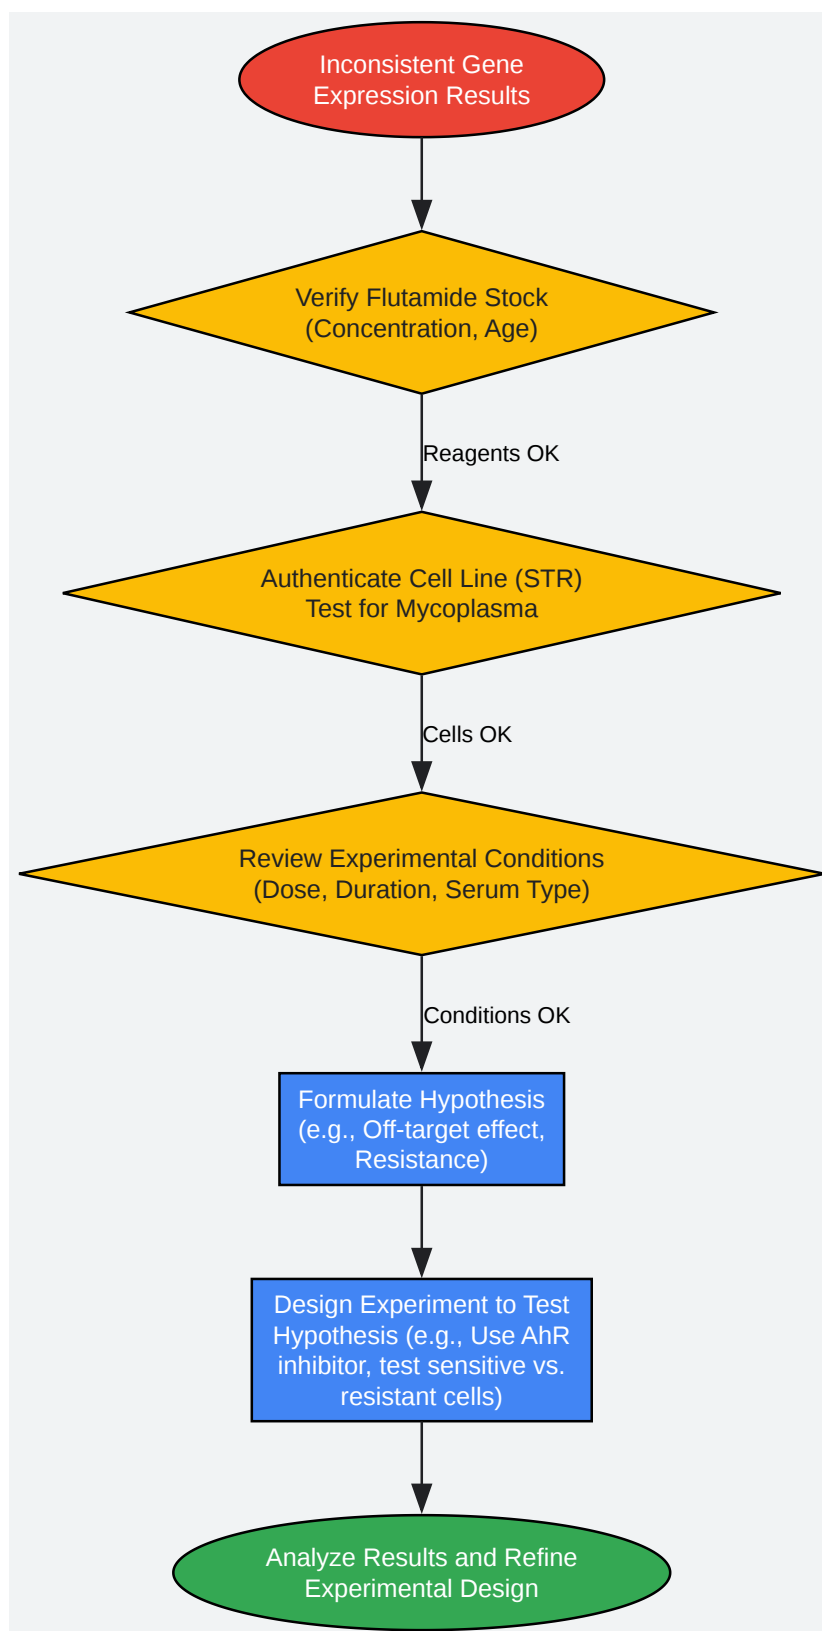 Inconsistent Gene
Expression Results
Verify Flutamide Stock
(Concentration, Age)
Reagents OK
Authenticate Cell Line (STR)
Test for Mycoplasma
Cells OK
Review Experimental Conditions
(Dose, Duration, Serum Type)
Conditions OK
Formulate Hypothesis
(e.g., Off-target effect,
Resistance)
Design Experiment to Test
Hypothesis (e.g., Use AhR
inhibitor, test sensitive vs.
resistant cells)
Analyze Results and Refine
Experimental Design